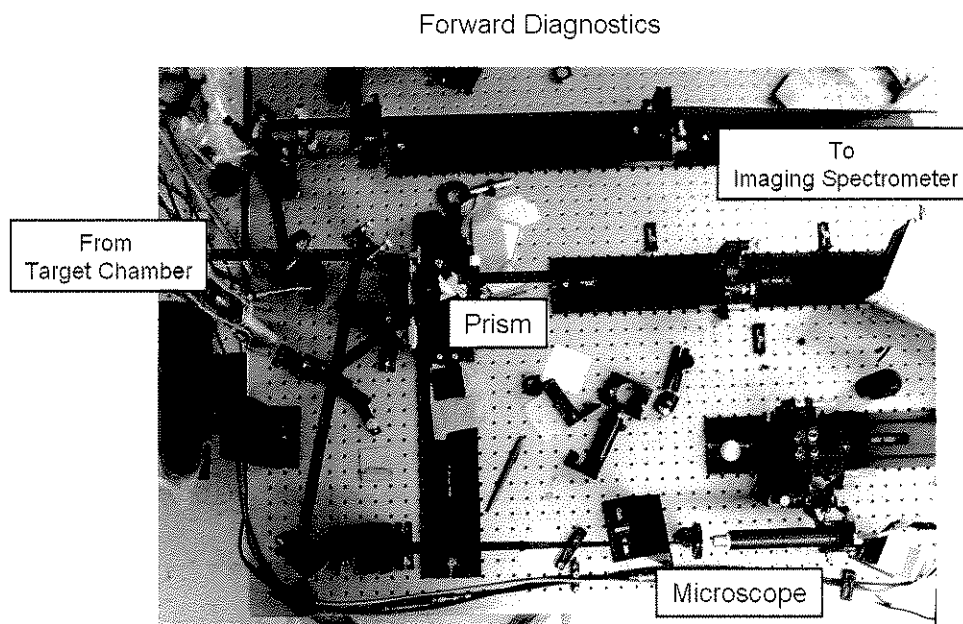 Forward Diagnostics
To
Imaging Spectrometer
From
Target Chamber
Prism
Microscope